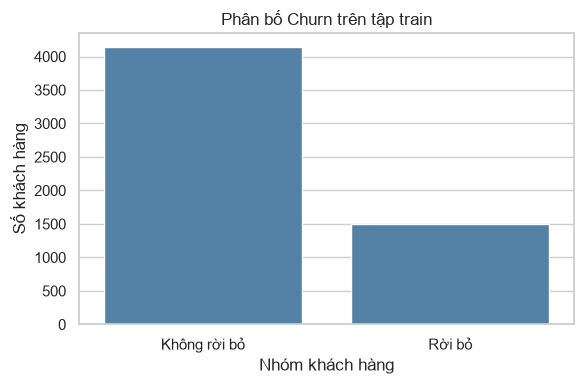 Phân bố Churn trên tập train
Số khách hàng
4000
3500
3000
2500
2000
1500
1000
500
0
Không rời bỏ
Rời bỏ
Nhóm khách hàng